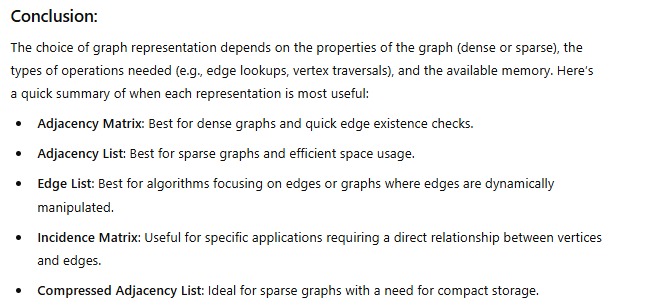 Conclusion:
The choice of graph representation depends on the properties of the graph (dense or sparse), the
types of operations needed (e.g., edge lookups, vertex traversals), and the available memory. Here's
a quick summary of when each representation is most useful:
• Adjacency Matrix: Best for dense graphs and quick edge existence checks.
• Adjacency List: Best for sparse graphs and efficient space usage.
• Edge List: Best for algorithms focusing on edges or graphs where edges are dynamically
manipulated.
• Incidence Matrix: Useful for specific applications requiring a direct relationship between vertices
and edges.
• Compressed Adjacency List: Ideal for sparse graphs with a need for compact storage.